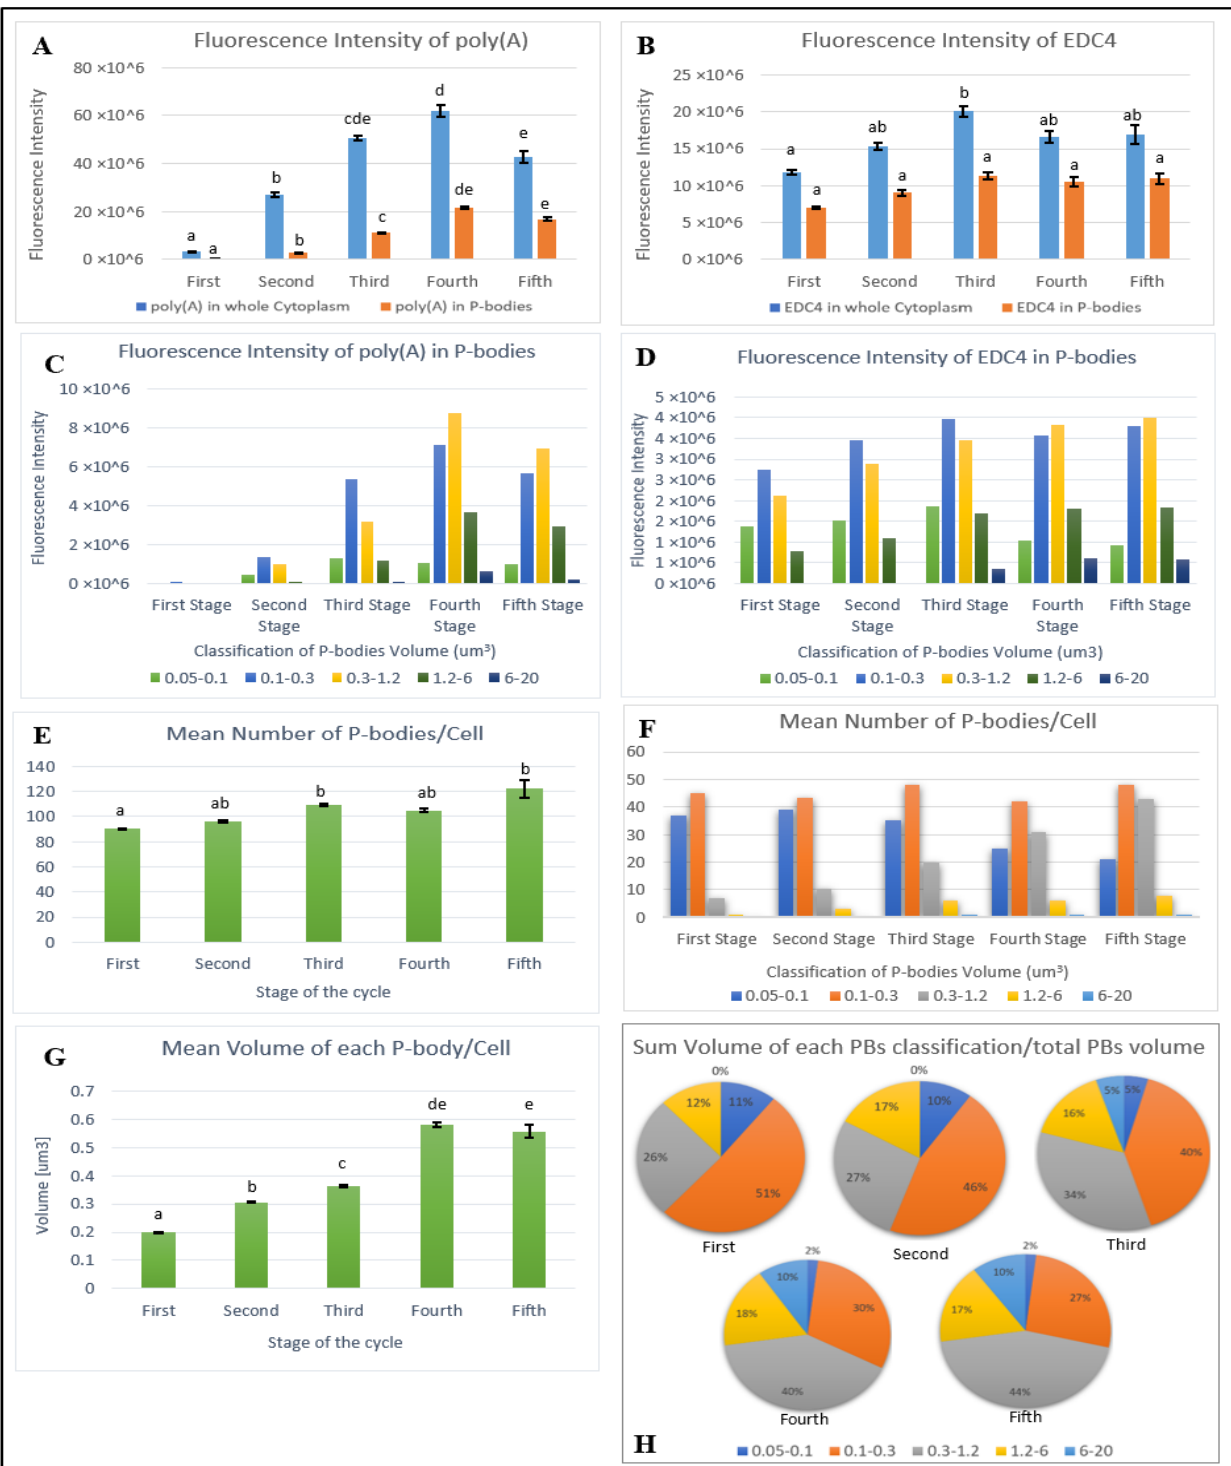 A
Fluorescence Intensity of poly(A)
Fluorescence Intensity
80 ×10^6
60 ×10^6
40 ×10^6
20 ×10^6
0 ×10^6
a
a
b
b
cde
c
d
de
e
e
First
Second
Third
Fourth
Fifth
poly(A) in whole Cytoplasm
poly(A) in P-bodies
B
Fluorescence Intensity of EDC4
Fluorescence Intensity
25 ×10^6
20 ×10^6
15 ×10^6
10 ×10^6
5 ×10^6
0 ×10^6
a
a
ab
a
b
a
ab
a
ab
a
First
Second
Third
Fourth
Fifth
EDC4 in whole Cytoplasm
EDC4 in P-bodies
C
Fluorescence Intensity of poly(A) in P-bodies
Fluorescence Intensity
10 ×10^6
8 ×10^6
6 ×10^6
4 ×10^6
2 ×10^6
0 ×10^6
First Stage
Second
Stage
Third Stage
Fourth
Stage
Fifth Stage
Classification of P-bodies Volume (um³)
0.05-0.1
0.1-0.3
0.3-1.2
1.2-6
6-20
D
Fluorescence Intensity of EDC4 in P-bodies
Fluorescence Intensity
5 ×10^6
4 ×10^6
4 ×10^6
3 ×10^6
3 ×10^6
2 ×10^6
2 ×10^6
1 ×10^6
1 ×10^6
0 ×10^6
First Stage
Second
Stage
Third Stage
Fourth
Stage
Fifth Stage
Classification of P-bodies Volume (um3)
0.05-0.1
0.1-0.3
0.3-1.2
1.2-6
6-20
E
Mean Number of P-bodies/Cell
140
120
100
80
60
40
20
0
a
ab
b
ab
b
First
Second
Third
Fourth
Fifth
Stage of the cycle
F
Mean Number of P-bodies/Cell
60
50
40
30
20
10
0
First Stage
Second Stage
Third Stage
Fourth Stage
Fifth Stage
Classification of P-bodies Volume (um³)
0.05-0.1
0.1-0.3
0.3-1.2
1.2-6
6-20
G
Mean Volume of each P-body/Cell
Volume [um3]
0.7
0.6
0.5
0.4
0.3
0.2
0.1
0
a
b
c
de
e
First
Second
Third
Fourth
Fifth
Stage of the cycle
Sum Volume of each PBs classification/total PBs volume
0%
12%
11%
26%
51%
First
0%
17%
10%
27%
46%
Second
5%
5%
16%
40%
34%
Third
2%
10%
18%
30%
40%
Fourth
2%
10%
17%
27%
44%
Fifth
H
0.05-0.1
0.1-0.3
0.3-1.2
1.2-6
6-20